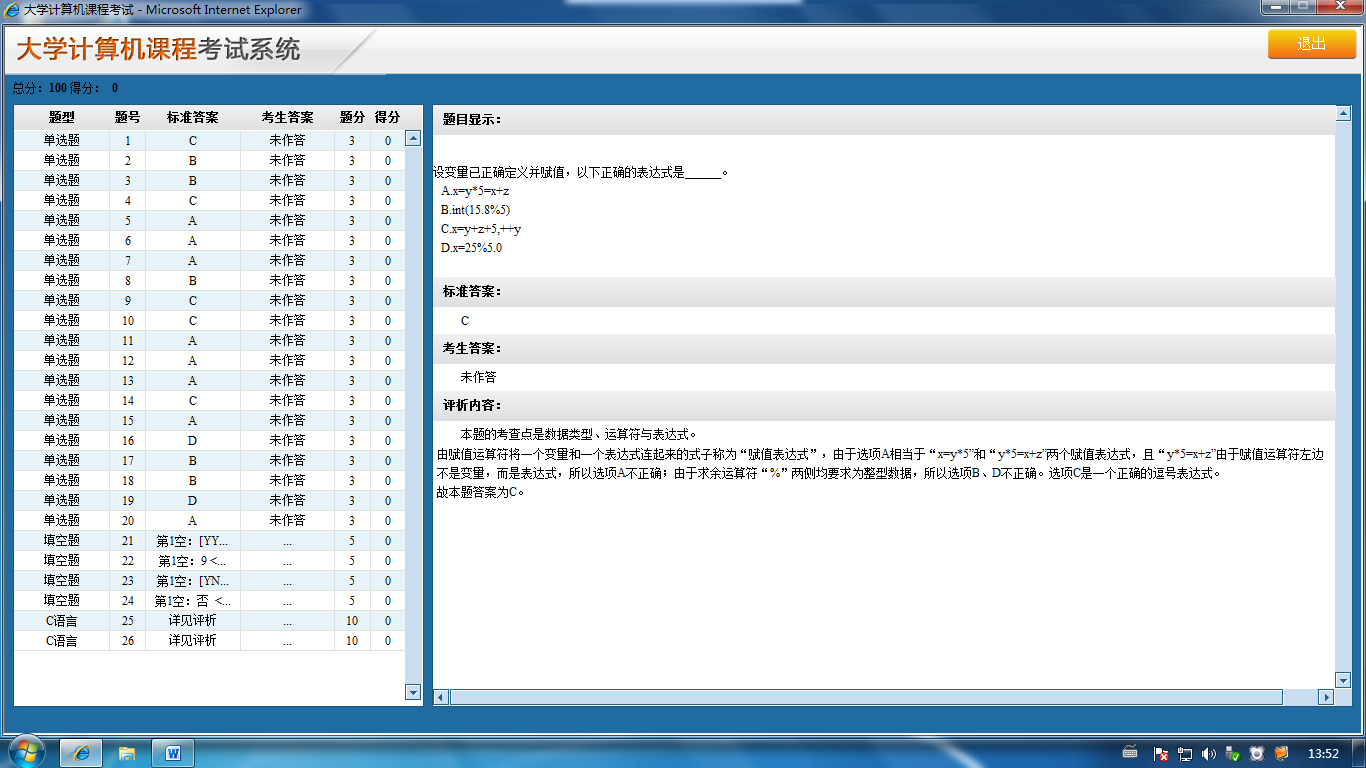 大学计算机课程考试 - Microsoft Internet Explorer
大学计算机课程考试系统
退出
总分：100 得分： 0
题型 题号 标准答案 考生答案 题分 得分
单选题 1 C 未作答 3 0
单选题 2 B 未作答 3 0
单选题 3 B 未作答 3 0
单选题 4 C 未作答 3 0
单选题 5 A 未作答 3 0
单选题 6 A 未作答 3 0
单选题 7 A 未作答 3 0
单选题 8 B 未作答 3 0
单选题 9 C 未作答 3 0
单选题 10 C 未作答 3 0
单选题 11 A 未作答 3 0
单选题 12 A 未作答 3 0
单选题 13 A 未作答 3 0
单选题 14 C 未作答 3 0
单选题 15 A 未作答 3 0
单选题 16 D 未作答 3 0
单选题 17 B 未作答 3 0
单选题 18 B 未作答 3 0
单选题 19 D 未作答 3 0
单选题 20 A 未作答 3 0
填空题 21 第1空：[YY... ... 5 0
填空题 22 第1空：9 <... ... 5 0
填空题 23 第1空：[YN... ... 5 0
填空题 24 第1空：否 <... ... 5 0
C语言 25 详见评析 ... 10 0
C语言 26 详见评析 ... 10 0
题目显示：
设变量已正确定义并赋值，以下正确的表达式是______。
A.x=y*5=x+z
B.int(15.8%5)
C.x=y+z+5,++y
D.x=25%5.0
标准答案：
C
考生答案：
未作答
评析内容：
本题的考查点是数据类型、运算符与表达式。
由赋值运算符将一个变量和一个表达式连起来的式子称为“赋值表达式”，由于选项A相当于“x=y*5”和“y*5=x+z”两个赋值表达式，且“y*5=x+z”由于赋值运算符左边
不是变量，而是表达式，所以选项A不正确；由于求余运算符“%”两侧均要求为整型数据，所以选项B、D不正确。选项C是一个正确的逗号表达式。
故本题答案为C。
13:52